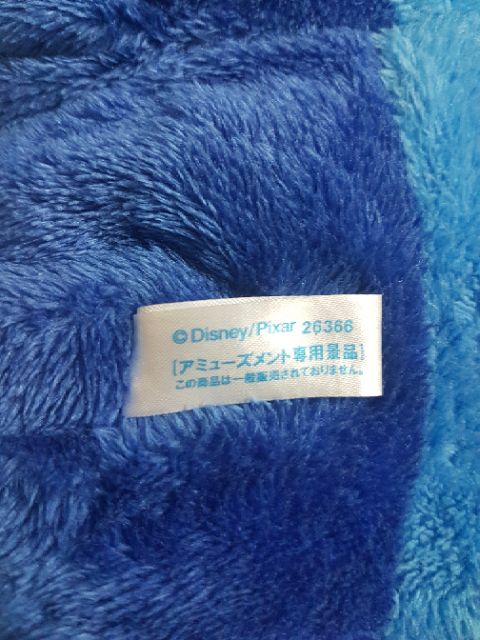 ©Disney/Pixar 26366
[アミューズメント専用景品]
この商品は一般販売されておりません。